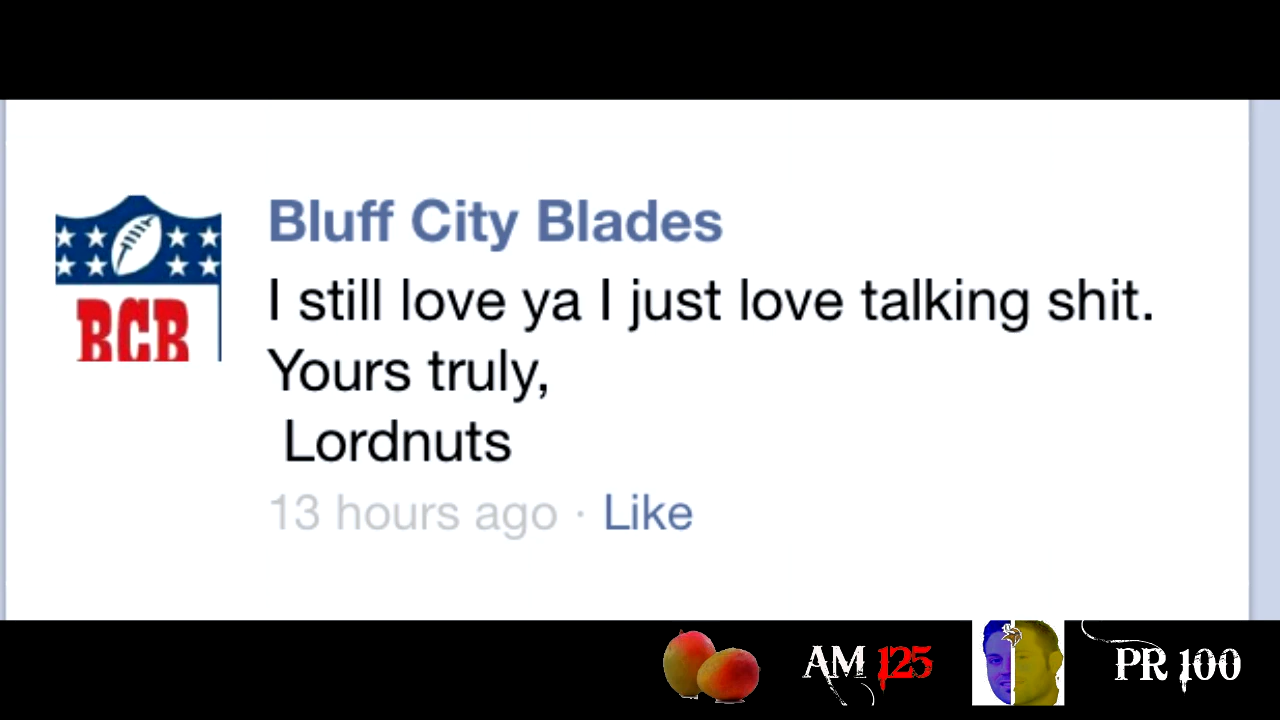 Bluff City Blades
BCB
I still love ya I just love talking shit.
Yours truly,
Lordnuts
13 hours ago · Like
AM 125
PR 100